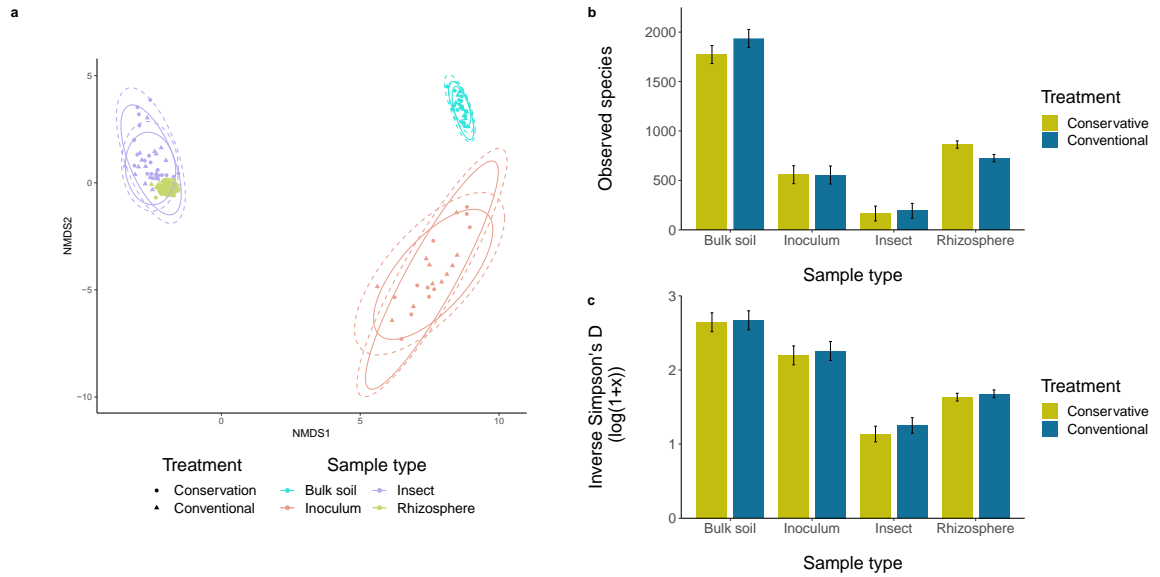 a
5
0
−5
−10
NMDS2
0
5
10
NMDS1
Treatment
Conservation
Conventional
Sample type
Bulk soil
Inoculum
Insect
Rhizosphere
b
2000
1500
1000
500
0
Observed species
Bulk soil
Inoculum
Insect
Rhizosphere
Sample type
Treatment
Conservative
Conventional
c
3
2
1
0
Inverse Simpson's D
(log(1+x))
Bulk soil
Inoculum
Insect
Rhizosphere
Sample type
Treatment
Conservative
Conventional